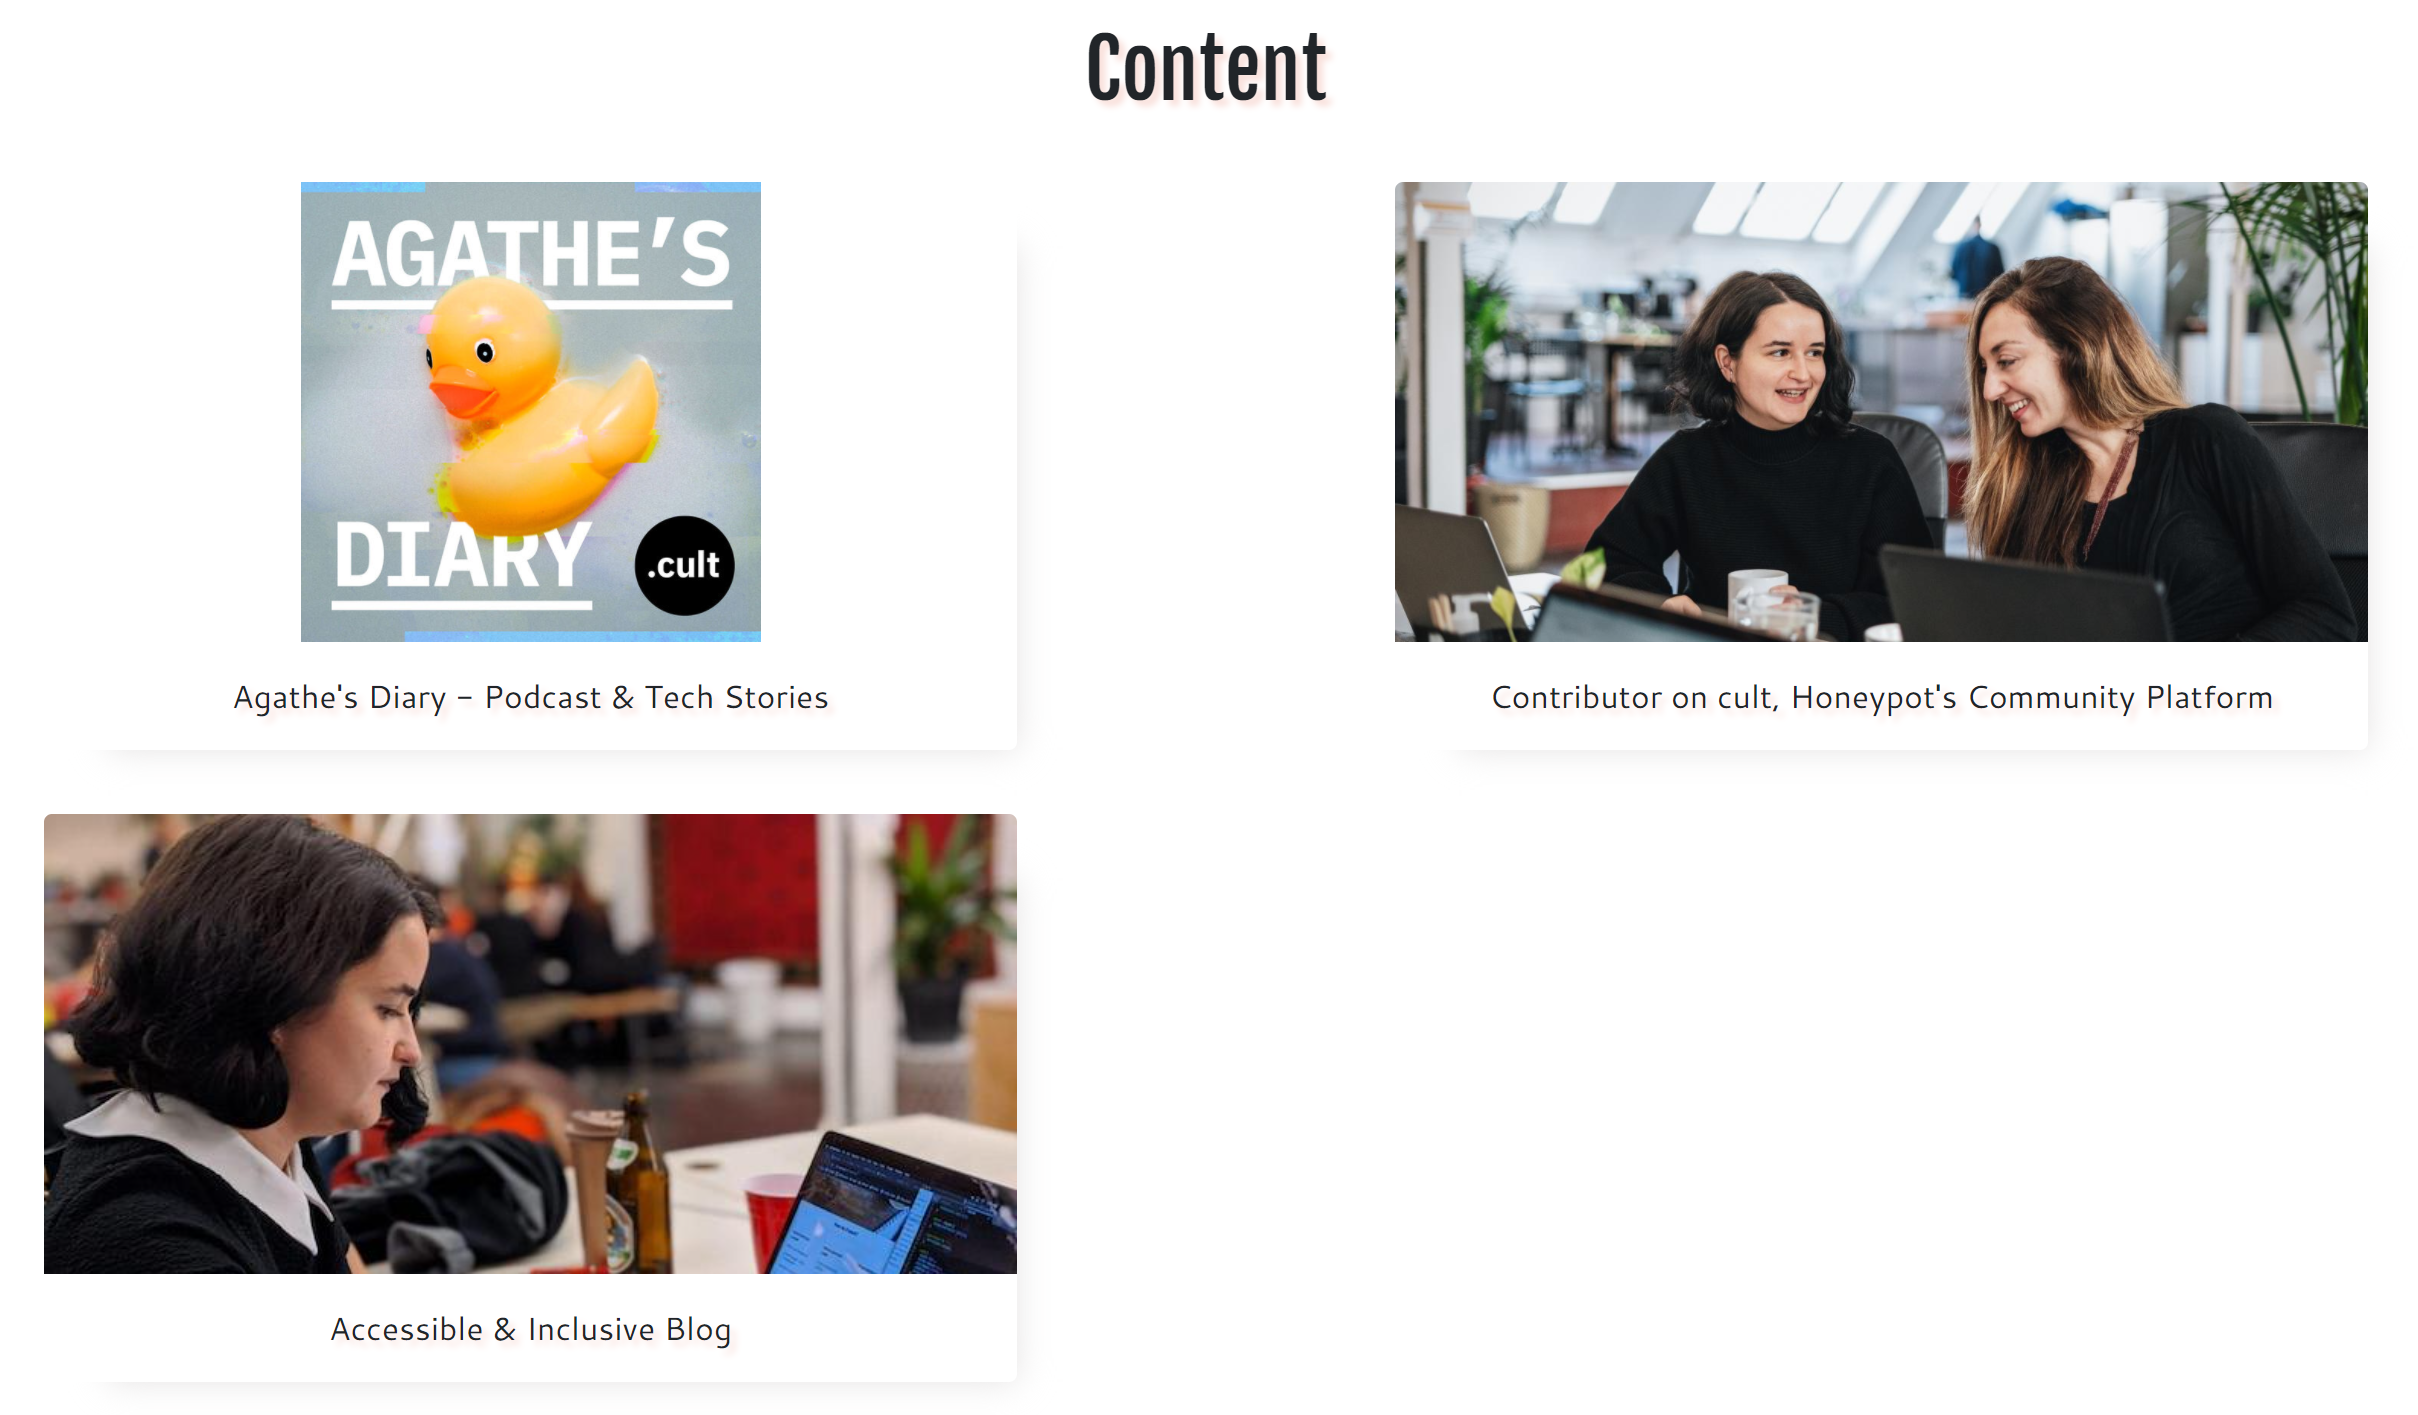 Content
AGATHE'S
DIARY
.cult
Agathe's Diary - Podcast & Tech Stories
Contributor on cult, Honeypot's Community Platform
Accessible & Inclusive Blog